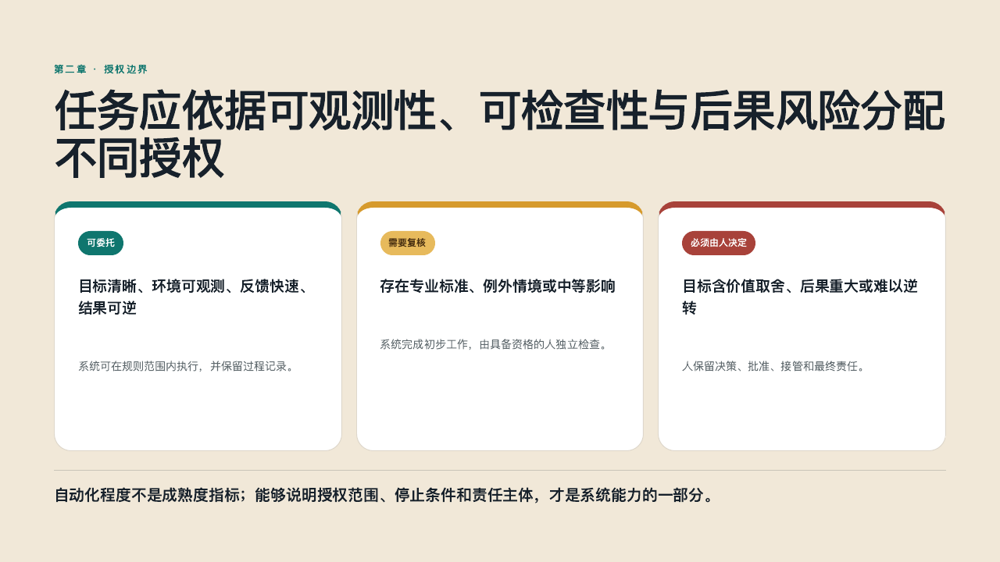 第二章 · 授权边界
任务应依据可观测性、可检查性与后果风险分配
不同授权
可委托
目标清晰、环境可观测、反馈快速、
结果可逆
系统可在规则范围内执行，并保留过程记录。
需要复核
存在专业标准、例外情境或中等影响
系统完成初步工作，由具备资格的人独立检查。
必须由人决定
目标含价值取舍、后果重大或难以逆
转
人保留决策、批准、接管和最终责任。
自动化程度不是成熟度指标；能够说明授权范围、停止条件和责任主体，才是系统能力的一部分。